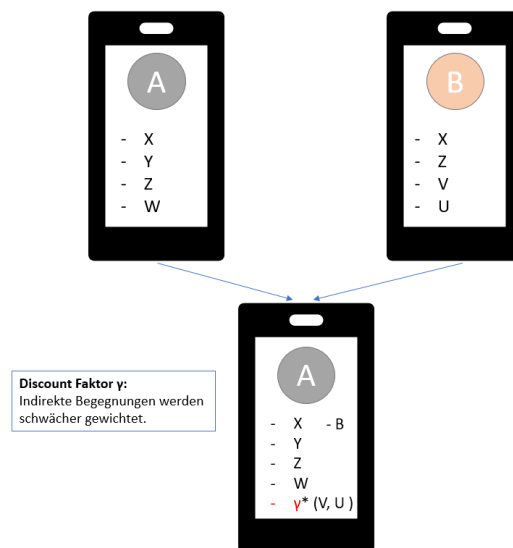 A
- X
- Y
- Z
- W
B
- X
- Z
- V
- U
Discount Faktor γ:
Indirekte Begegnungen werden
schwächer gewichtet.
A
- X - B
- Y
- Z
- W
- γ* (V, U )